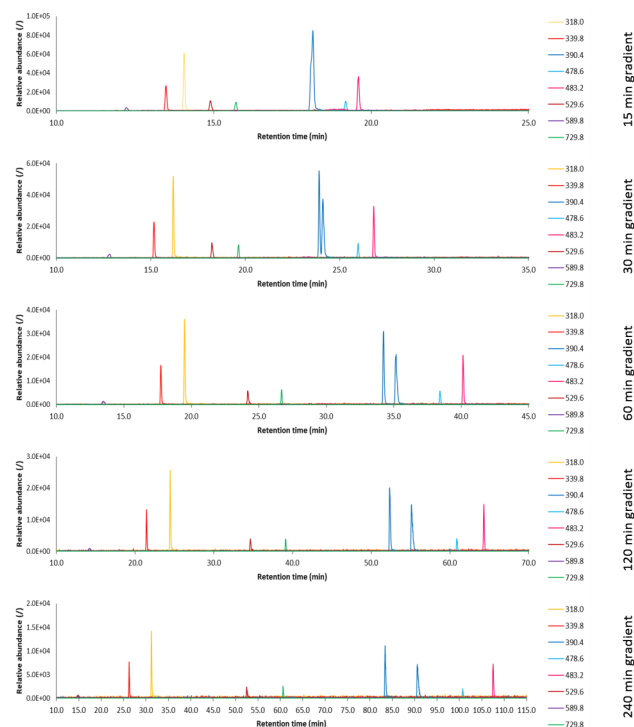 1.0E+05
8.0E+04
6.0E+04
4.0E+04
2.0E+04
0.0E+00
Relative abundance (/)
10.0 15.0 20.0 25.0
Retention time (min)
318.0
339.8
390.4
478.6
483.2
529.6
589.8
729.8
15 min gradient
6.0E+04
4.0E+04
2.0E+04
0.0E+00
Relative abundance (/)
10.0 15.0 20.0 25.0 30.0 35.0
Retention time (min)
318.0
339.8
390.4
478.6
483.2
529.6
589.8
729.8
30 min gradient
4.0E+04
3.0E+04
2.0E+04
1.0E+04
0.0E+00
Relative abundance (/)
10.0 15.0 20.0 25.0 30.0 35.0 40.0 45.0
Retention time (min)
318.0
339.8
390.4
478.6
483.2
529.6
589.8
729.8
60 min gradient
3.0E+04
2.0E+04
1.0E+04
0.0E+00
Relative abundance (/)
10.0 20.0 30.0 40.0 50.0 60.0 70.0
Retention time (min)
318.0
339.8
390.4
478.6
483.2
529.6
589.8
729.8
120 min gradient
2.0E+04
1.5E+04
1.0E+04
5.0E+03
0.0E+00
Relative abundance (/)
10.0 15.0 20.0 25.0 30.0 35.0 40.0 45.0 50.0 55.0 60.0 65.0 70.0 75.0 80.0 85.0 90.0 95.0 100.0 105.0 110.0 115.0
Retention time (min)
318.0
339.8
390.4
478.6
483.2
529.6
589.8
729.8
240 min gradient